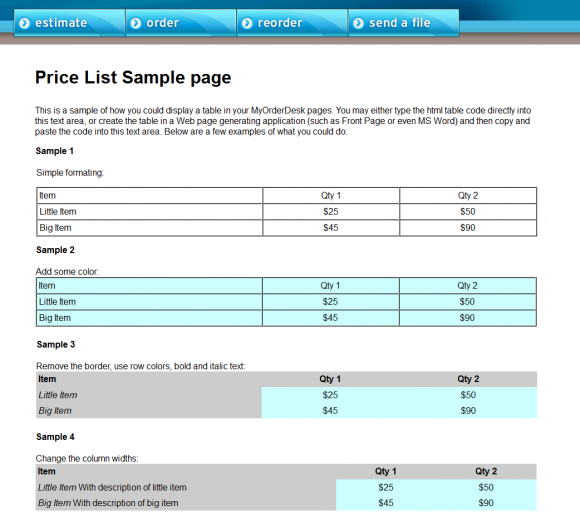 estimate order reorder send a file
Price List Sample page
This is a sample of how you could display a table in your MyOrderDesk pages. You may either type the html table code directly into
this text area, or create the table in a Web page generating application (such as Front Page or even MS Word) and then copy and
paste the code into this text area. Below are a few examples of what you could do.
Sample 1
Simple formating:
Item Qty 1 Qty 2
Little Item $25 $50
Big Item $45 $90
Sample 2
Add some color:
Item Qty 1 Qty 2
Little Item $25 $50
Big Item $45 $90
Sample 3
Remove the border, use row colors, bold and italic text:
Item Qty 1 Qty 2
Little Item $25 $50
Big Item $45 $90
Sample 4
Change the column widths:
Item Qty 1 Qty 2
Little Item With description of little item $25 $50
Big Item With description of big item $45 $90